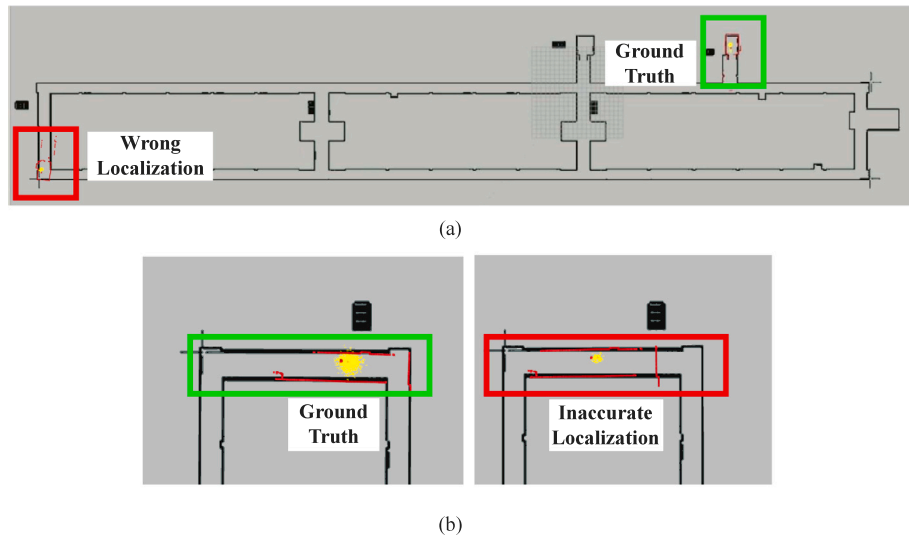 Ground
Truth
Wrong
Localization
(a)
Ground
Truth
Inaccurate
Localization
(b)